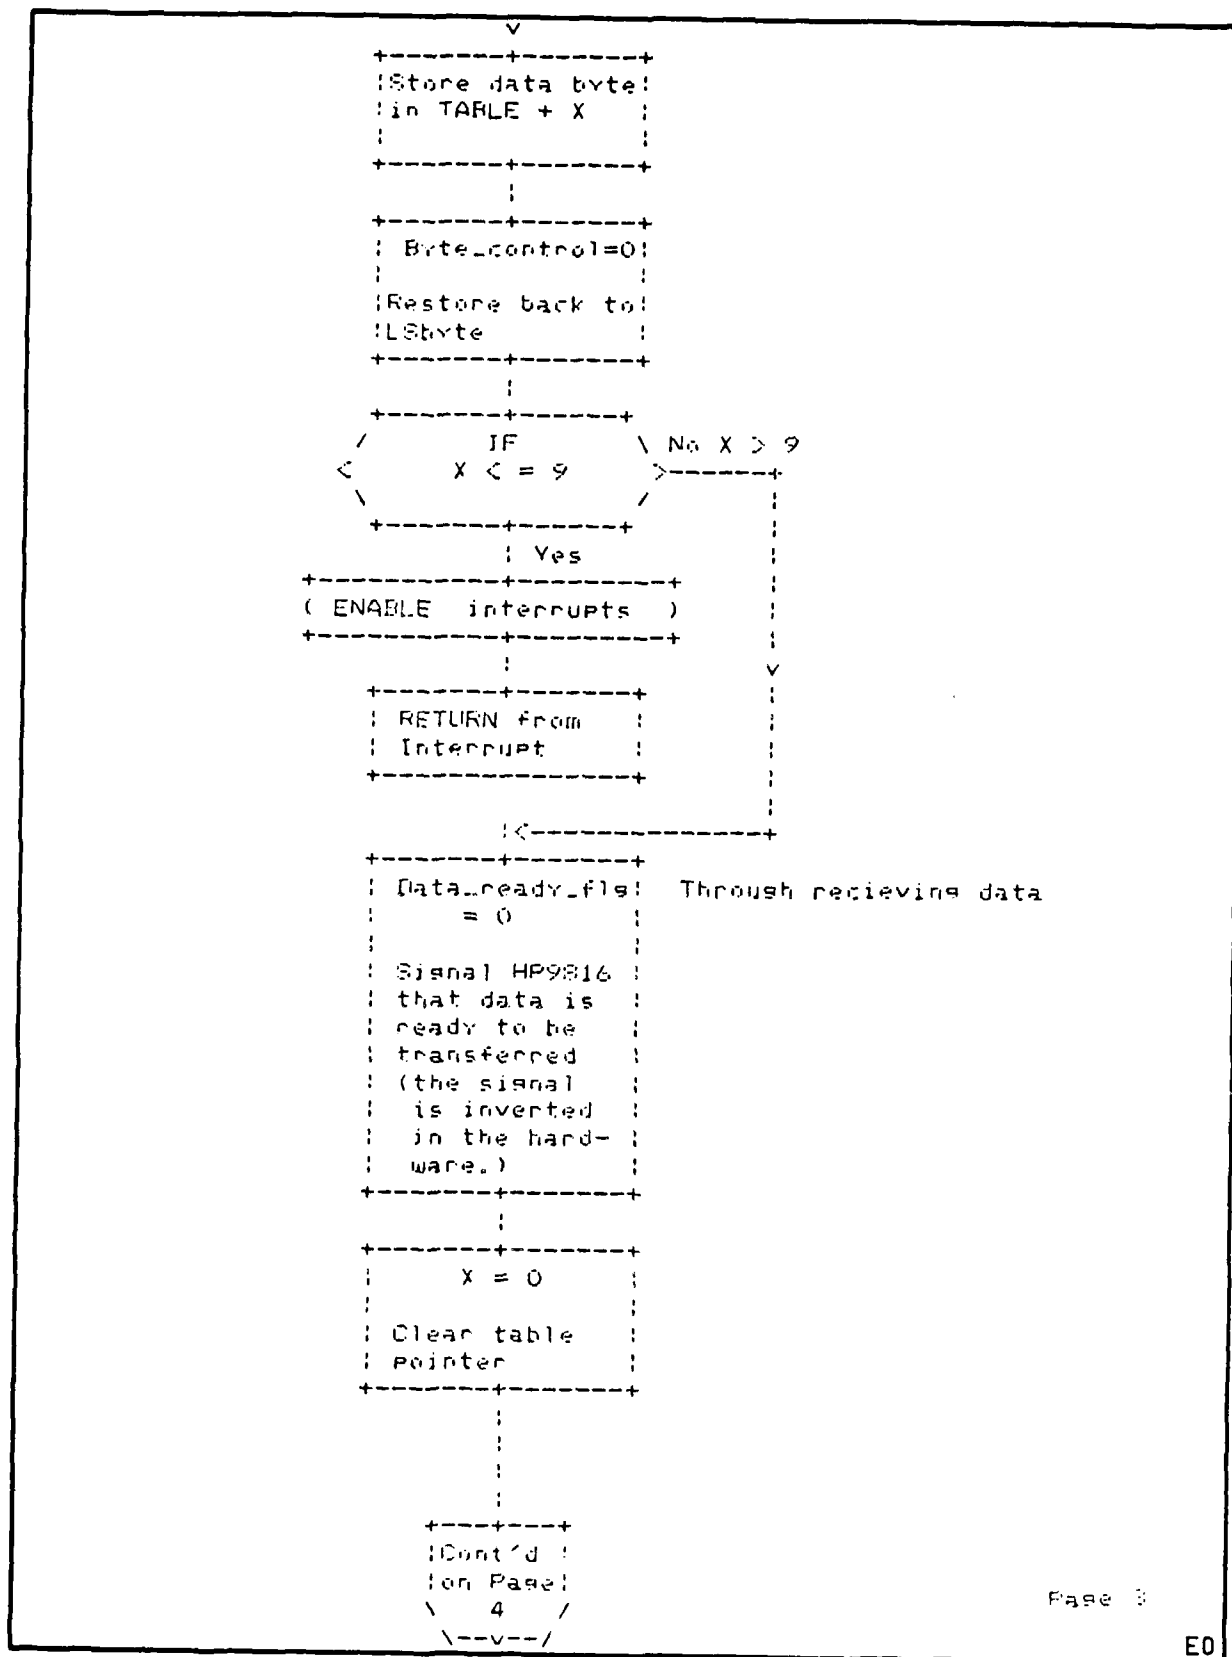 Store data byte
in TABLE + X
Byte_control=0
Restore back to
LSbyte
IF
X < = 9
No X > 9
Yes
( ENABLE interrupts )
RETURN from
Interrupt
Data_ready_flg
= 0
Through recieving data
Signal HP9816
that data is
ready to be
transferred
(the signal
is inverted
in the hard-
ware.)
X = 0
Clear table
pointer
Cont'd
on Page
4
Page 3
E0